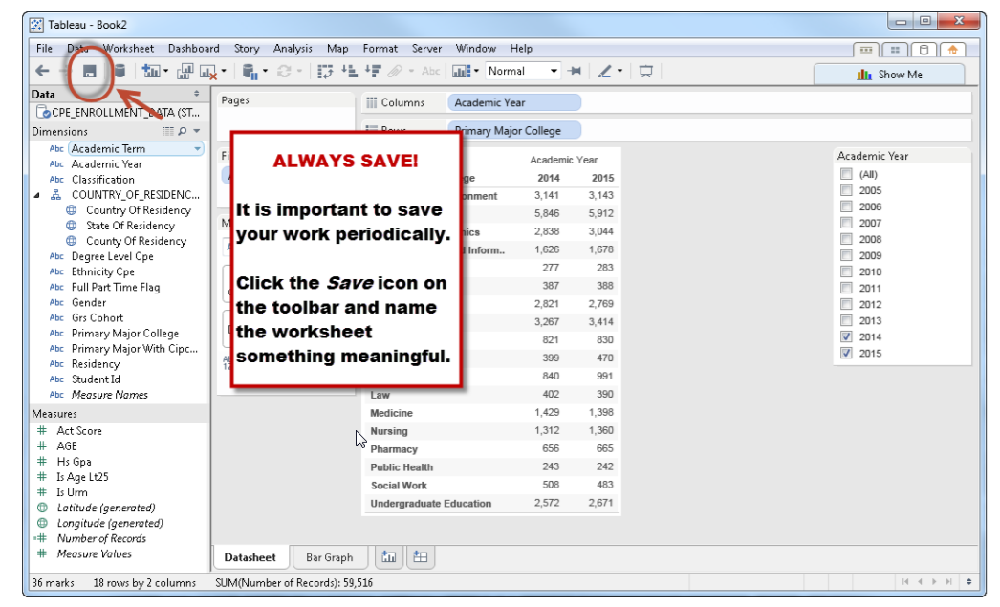 Tableau - Book2
File Data Worksheet Dashboard Story Analysis Map Format Server Window Help
Abc Normal Show Me
Data
CPE_ENROLLMENT_DATA (ST...
Dimensions
Abc Academic Term
Abc Academic Year
Abc Classification
COUNTRY_OF_RESIDENC...
Country Of Residency
State Of Residency
County Of Residency
Abc Degree Level Cpe
Abc Ethnicity Cpe
Abc Full Part Time Flag
Abc Gender
Abc Grs Cohort
Abc Primary Major College
Abc Primary Major With Cipc...
Abc Residency
Abc Student Id
Abc Measure Names
Measures
# Act Score
# AGE
# Hs Gpa
# Is Age Lt25
# Is Urm
Latitude (generated)
Longitude (generated)
# Number of Records
# Measure Values
Pages
Columns Academic Year
Rows Primary Major College
ALWAYS SAVE!
It is important to save
your work periodically.
Click the Save icon on
the toolbar and name
the worksheet
something meaningful.
Academic Year
ge 2014 2015
onment 3,141 3,143
5,846 5,912
ics 2,838 3,044
d Inform.. 1,626 1,678
277 283
387 388
2,821 2,769
3,267 3,414
821 830
399 470
840 991
Law 402 390
Medicine 1,429 1,398
Nursing 1,312 1,360
Pharmacy 656 665
Public Health 243 242
Social Work 508 483
Undergraduate Education 2,572 2,671
Academic Year
(All)
2005
2006
2007
2008
2009
2010
2011
2012
2013
2014
2015
Datasheet Bar Graph
36 marks 18 rows by 2 columns SUM(Number of Records): 59,516